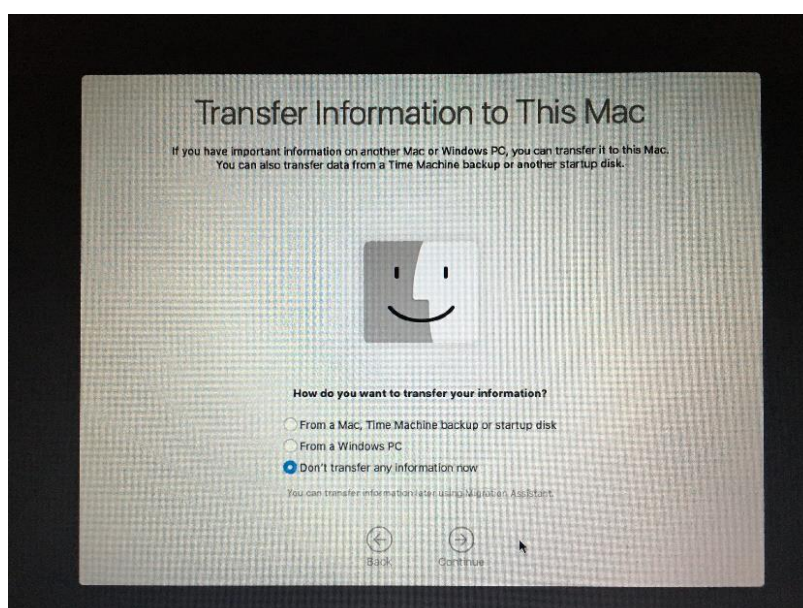 Transfer Information to This Mac
If you have important information on another Mac or Windows PC, you can transfer it to this Mac.
You can also transfer data from a Time Machine backup or another startup disk.
How do you want to transfer your information?
From a Mac, Time Machine backup or startup disk
From a Windows PC
Don't transfer any information now
You can transfer information later using Migration Assistant.
Back
Continue